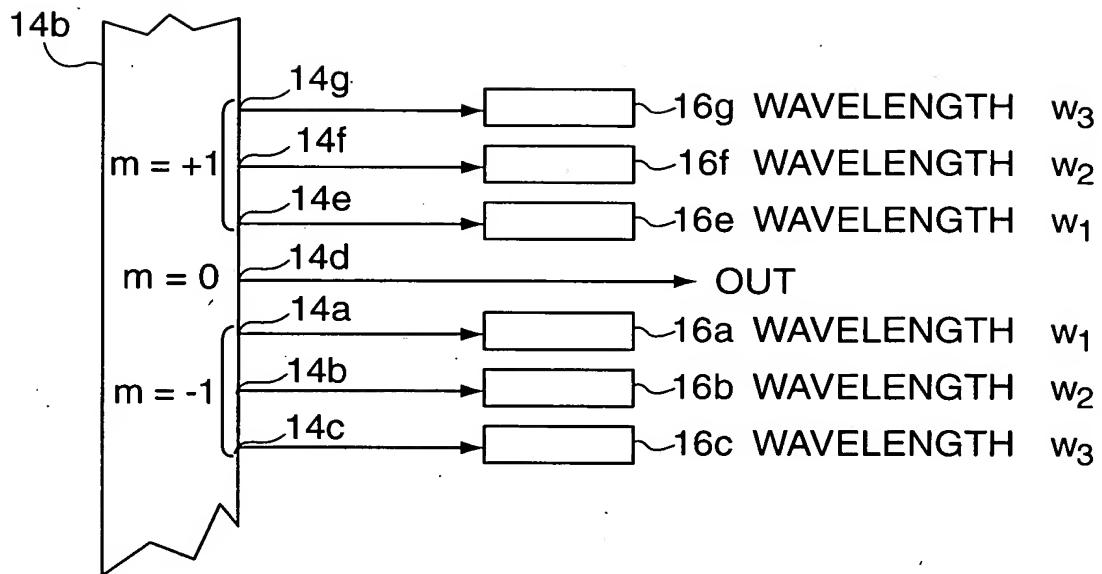 14b
14g
16g WAVELENGTH w3
14f
m = +1
16f WAVELENGTH w2
14e
16e WAVELENGTH w1
14d
m = 0
OUT
14a
16a WAVELENGTH w1
14b
m = -1
16b WAVELENGTH w2
14c
16c WAVELENGTH w3